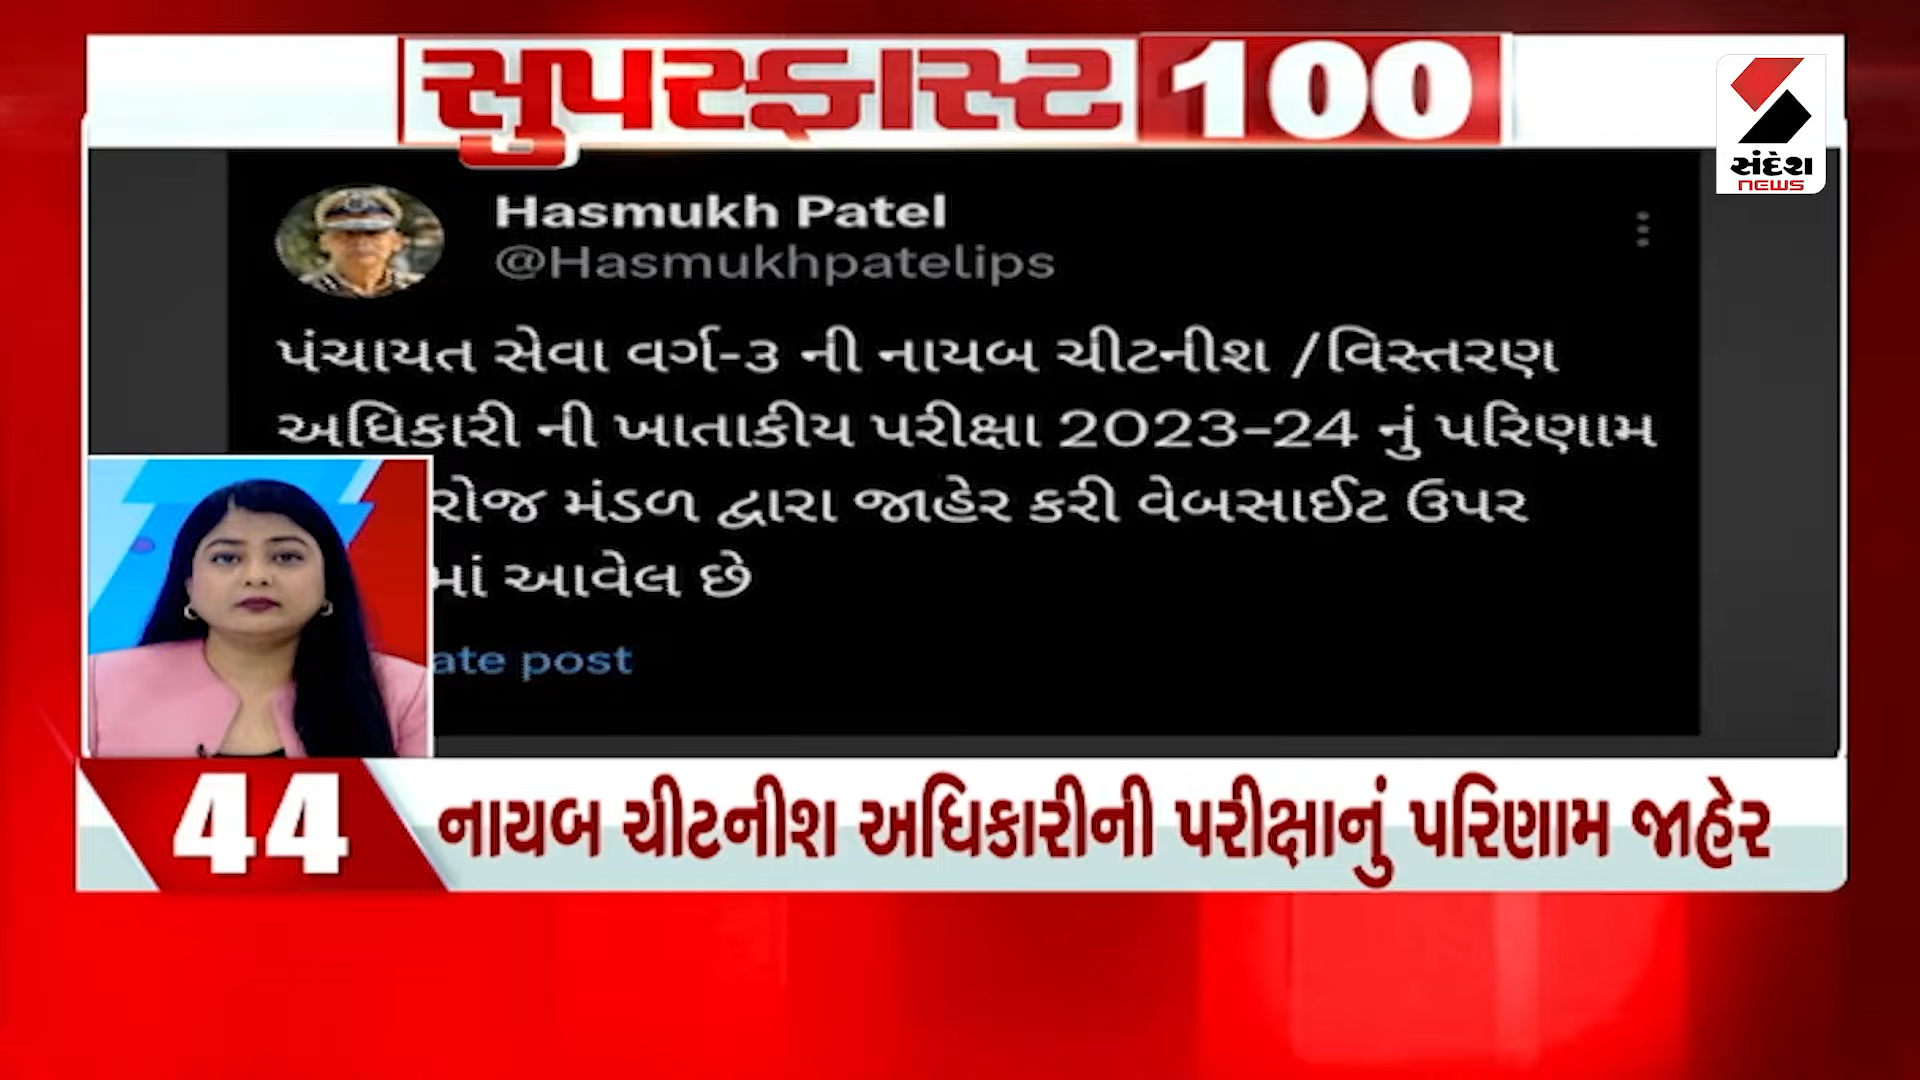 સુપરફાસ્ટ 100
સંદેશ
NEWS
Hasmukh Patel
@Hasmukhpatelips
પંચાયત સેવા વર્ગ-૩ ની નાયબ ચીટનીશ /વિસ્તરણ
અધિકારી ની ખાતાકીય પરીક્ષા 2023-24 નું પરિણામ
રોજ મંડળ દ્વારા જાહેર કરી વેબસાઈટ ઉપર
માં આવેલ છે
post
44 નાયબ ચીટનીશ અધિકારીની પરીક્ષાનું પરિણામ જાહેર